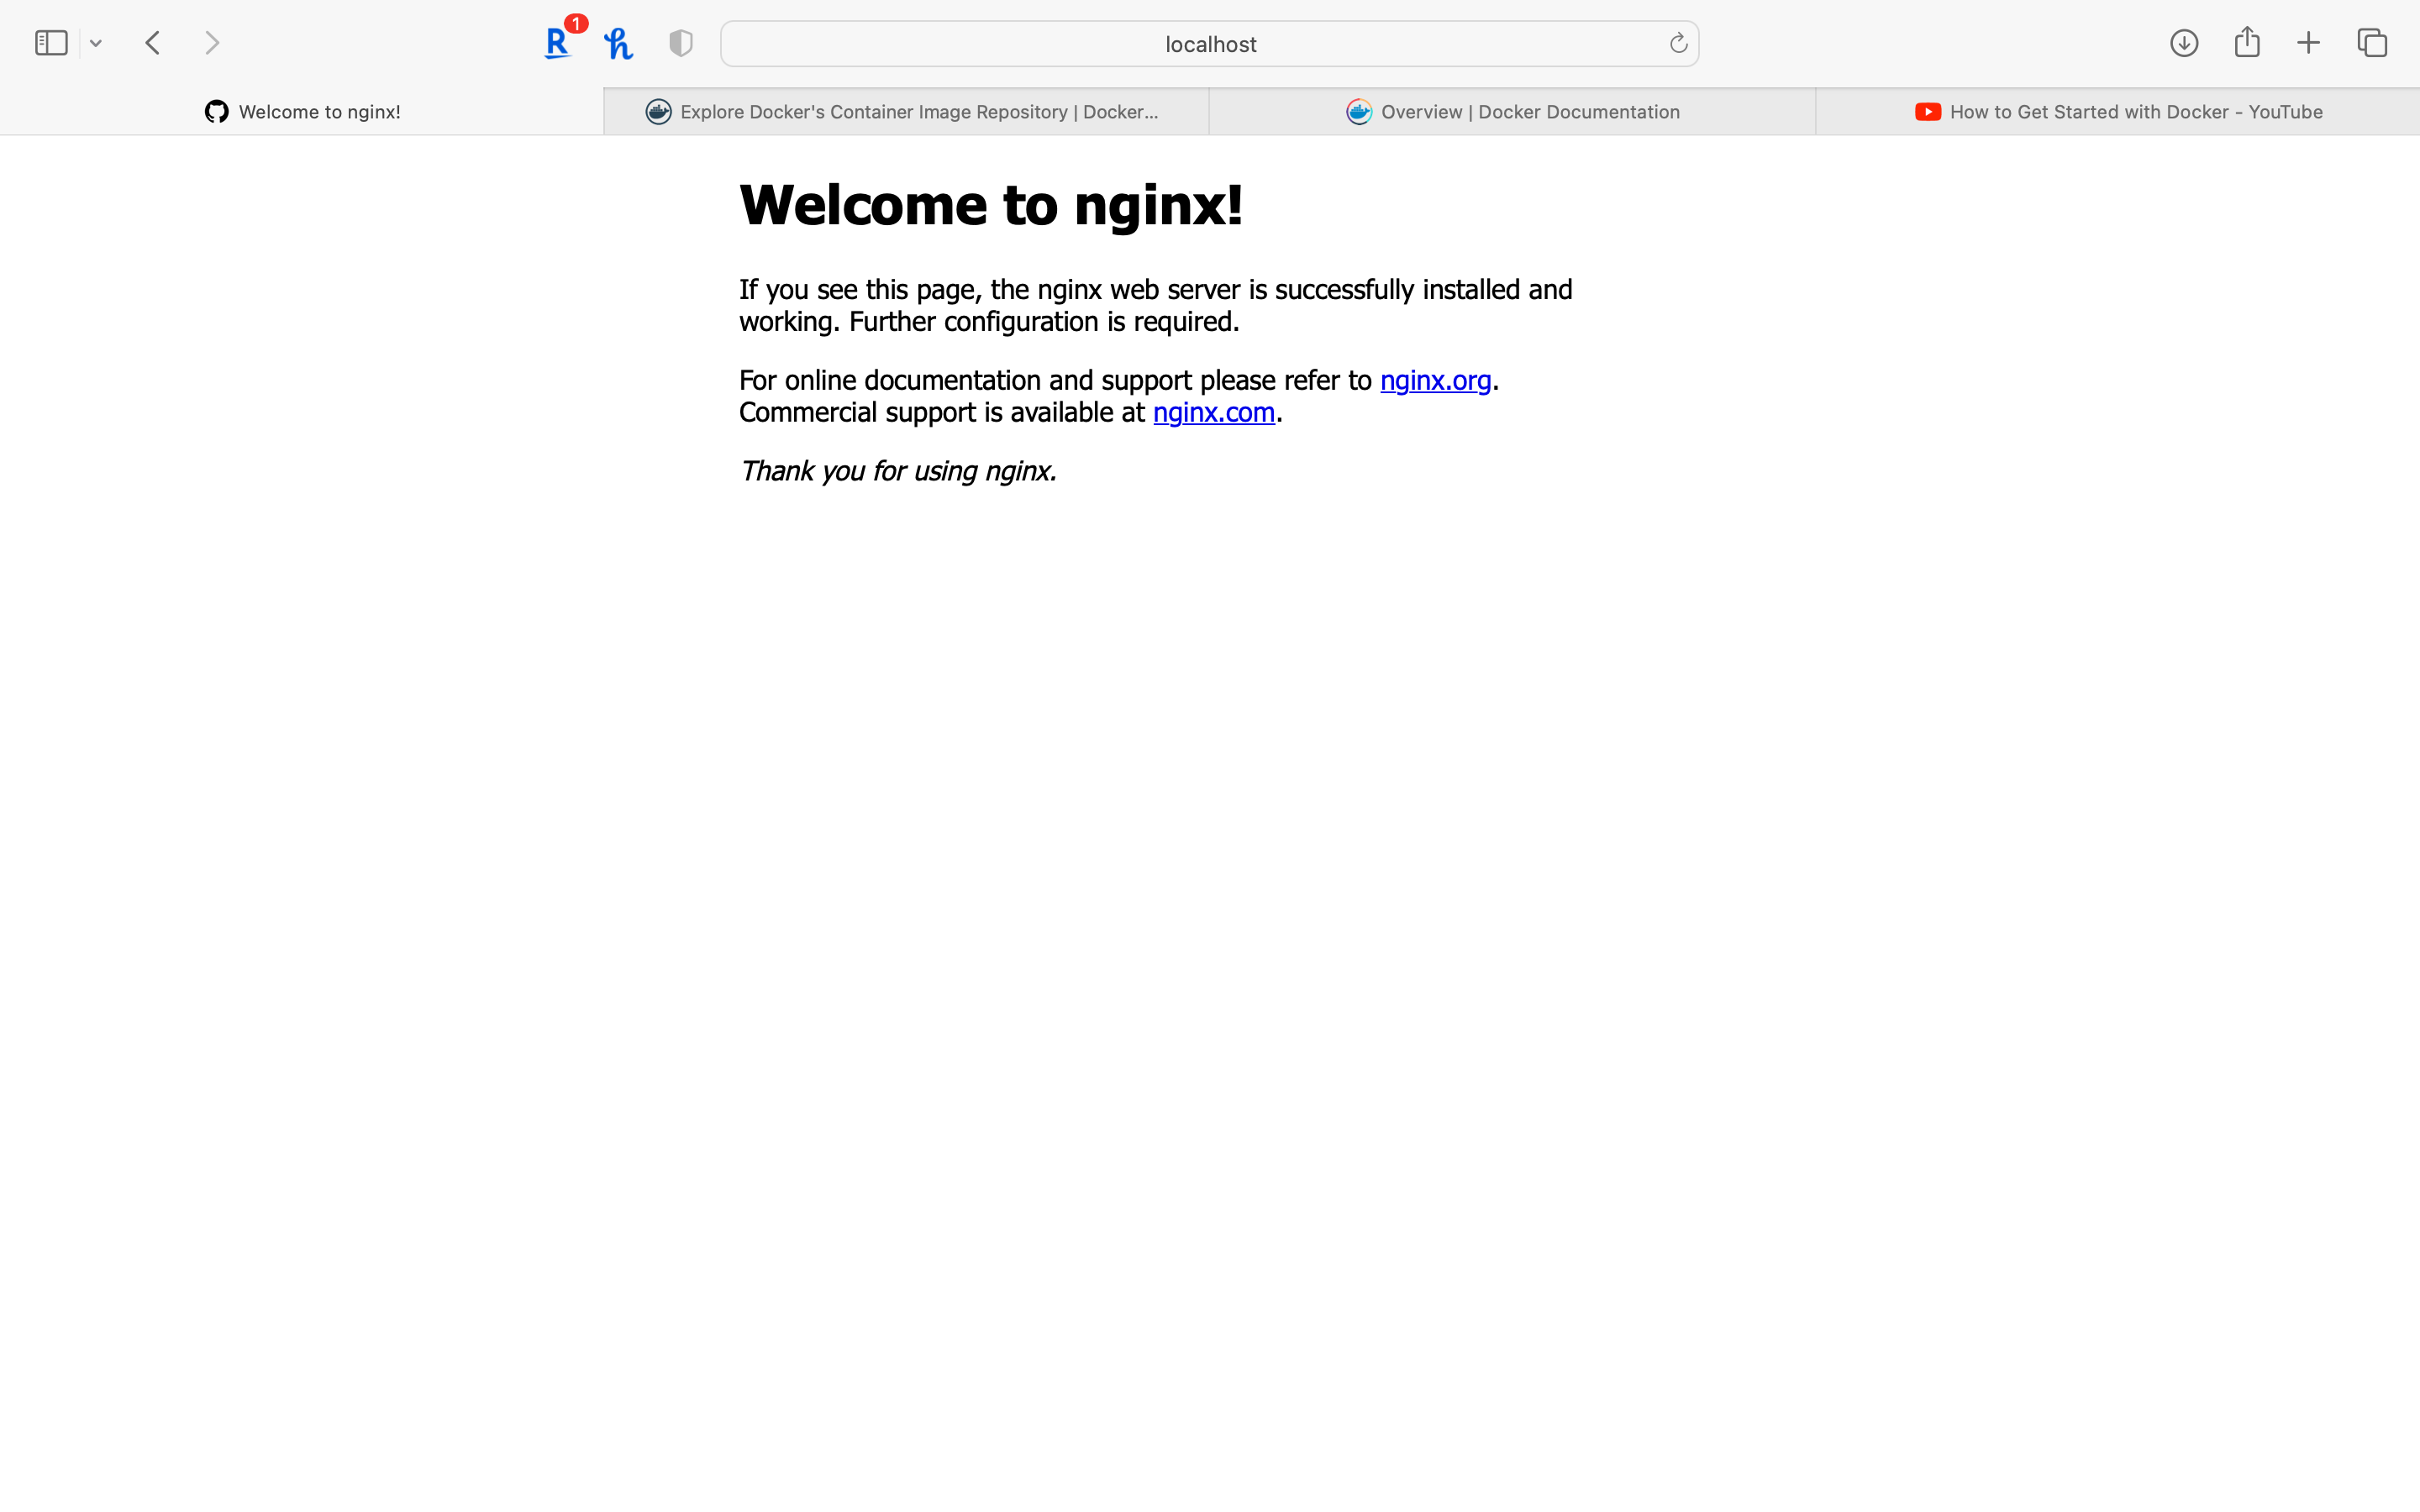 1
localhost
Welcome to nginx!
Explore Docker's Container Image Repository | Docker...
Overview | Docker Documentation
How to Get Started with Docker - YouTube
Welcome to nginx!
If you see this page, the nginx web server is successfully installed and
working. Further configuration is required.
For online documentation and support please refer to nginx.org.
Commercial support is available at nginx.com.
Thank you for using nginx.